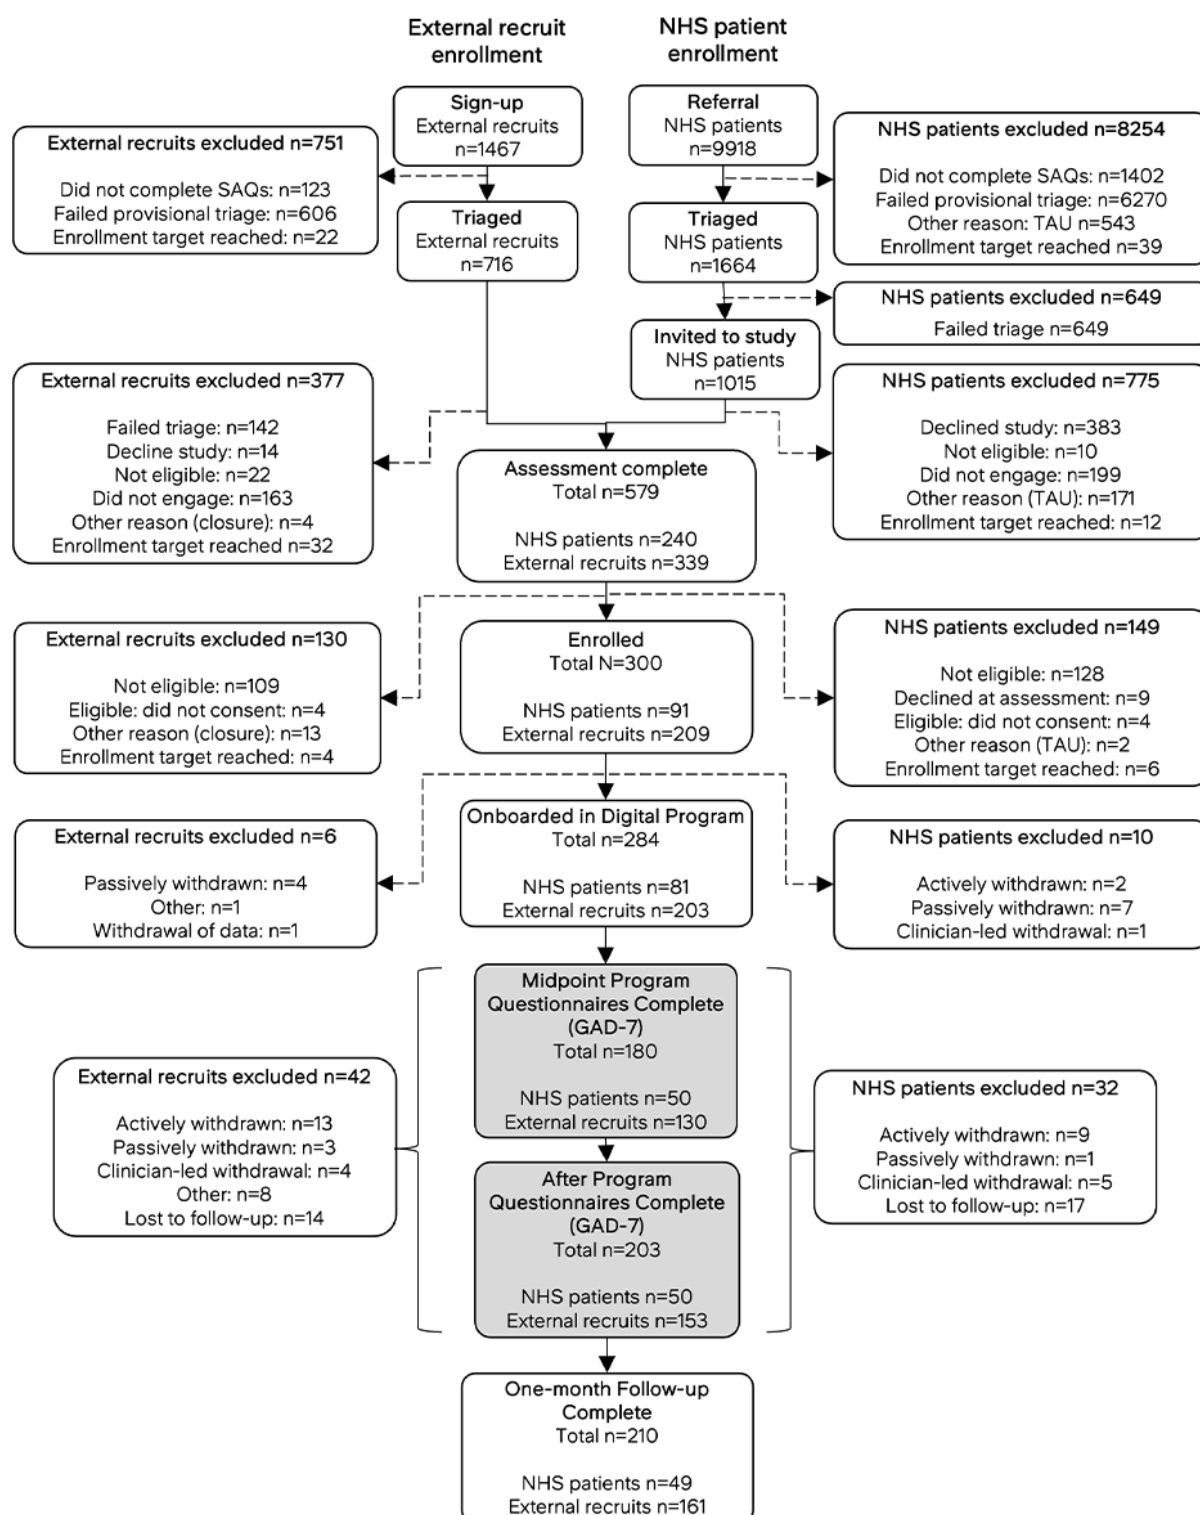 External recruit
enrollment
NHS patient
enrollment
Sign-up
External recruits
n=1467
Referral
NHS patients
n=9918
External recruits excluded n=751
Did not complete SAQs: n=123
Failed provisional triage: n=606
Enrollment target reached: n=22
NHS patients excluded n=8254
Did not complete SAQs: n=1402
Failed provisional triage: n=6270
Other reason: TAU n=543
Enrollment target reached n=39
Triaged
External recruits
n=716
Triaged
NHS patients
n=1664
NHS patients excluded n=649
Failed triage n=649
Invited to study
NHS patients
n=1015
External recruits excluded n=377
Failed triage: n=142
Decline study: n=14
Not eligible: n=22
Did not engage: n=163
Other reason (closure): n=4
Enrollment target reached n=32
NHS patients excluded n=775
Declined study: n=383
Not eligible: n=10
Did not engage: n=199
Other reason (TAU) n=171
Enrollment target reached: n=12
Assessment complete
Total n=579
NHS patients n=240
External recruits n=339
External recruits excluded n=130
Not eligible: n=109
Eligible: did not consent: n=4
Other reason (closure): n=13
Enrollment target reached: n=4
Enrolled
Total N=300
NHS patients n=91
External recruits n=209
NHS patients excluded n=149
Not eligible: n=128
Declined at assessment: n=9
Eligible: did not consent: n=4
Other reason (TAU): n=2
Enrollment target reached: n=6
Onboarded in Digital Program
Total n=284
NHS patients n=81
External recruits n=203
External recruits excluded n=6
Passively withdrawn: n=4
Other: n=1
Withdrawal of data: n=1
NHS patients excluded n=10
Actively withdrawn: n=2
Passively withdrawn: n=7
Clinician-led withdrawal: n=1
Midpoint Program
Questionnaires Complete
(GAD-7)
Total n=180
NHS patients n=50
External recruits n=130
External recruits excluded n=42
Actively withdrawn: n=13
Passively withdrawn: n=3
Clinician-led withdrawal: n=4
Other: n=8
Lost to follow-up: n=14
NHS patients excluded n=32
Actively withdrawn: n=9
Passively withdrawn: n=1
Clinician-led withdrawal: n=5
Lost to follow-up: n=17
After Program
Questionnaires Complete
(GAD-7)
Total n=203
NHS patients n=50
External recruits n=153
One-month Follow-up
Complete
Total n=210
NHS patients n=49
External recruits n=161